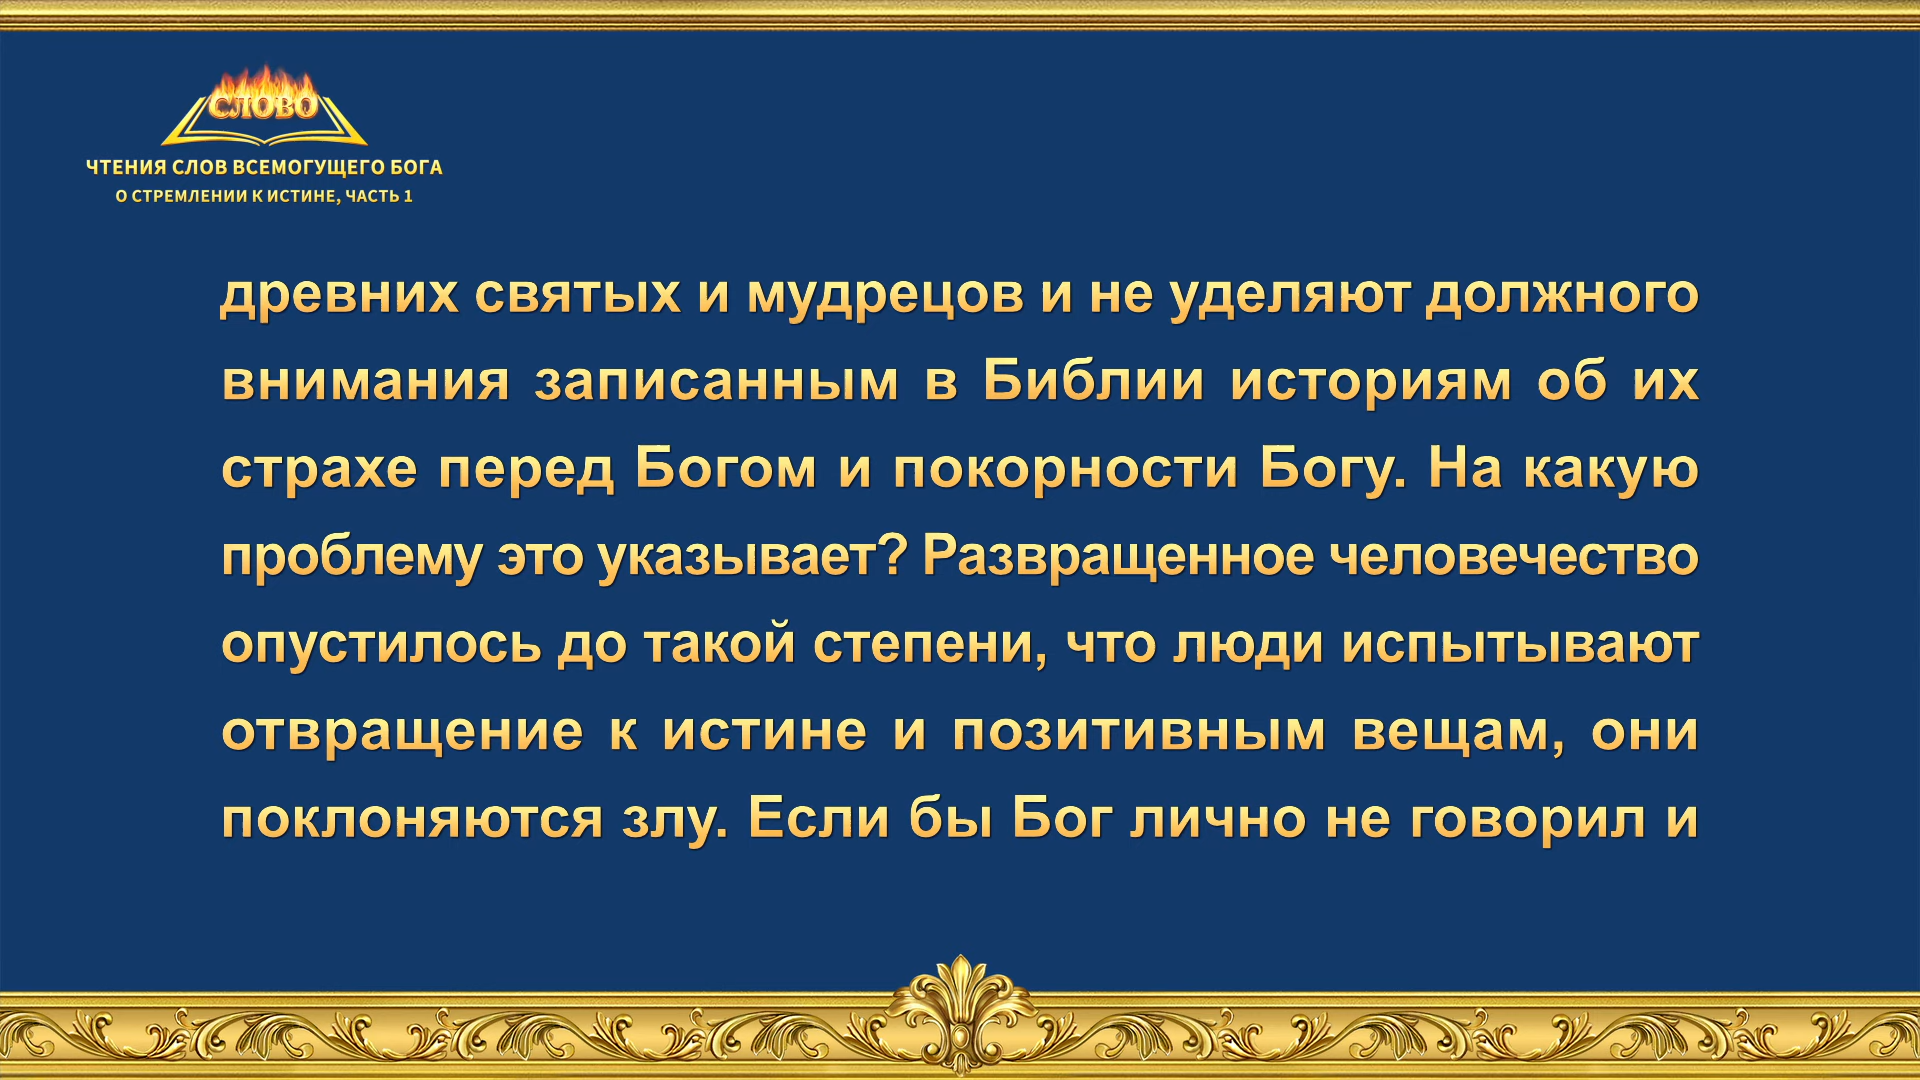 СЛОВО
ЧТЕНИЯ СЛОВ ВСЕМОГУЩЕГО БОГА
О СТРЕМЛЕНИИ К ИСТИНЕ, ЧАСТЬ 1
древних святых и мудрецов и не уделяют должного
внимания записанным в Библии историям об их
страхе перед Богом и покорности Богу. На какую
проблему это указывает? Развращенное человечество
опустилось до такой степени, что люди испытывают
отвращение к истине и позитивным вещам, они
поклоняются злу. Если бы Бог лично не говорил и